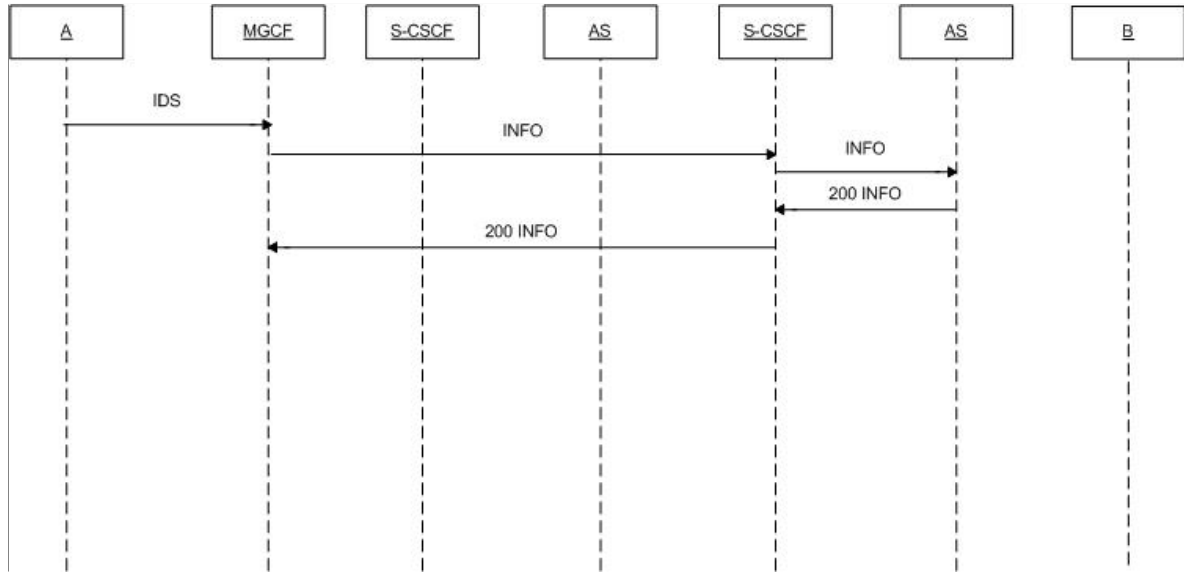 A
MGCF
S-CSCF
AS
S-CSCF
AS
B
IDS
INFO
INFO
200 INFO
200 INFO